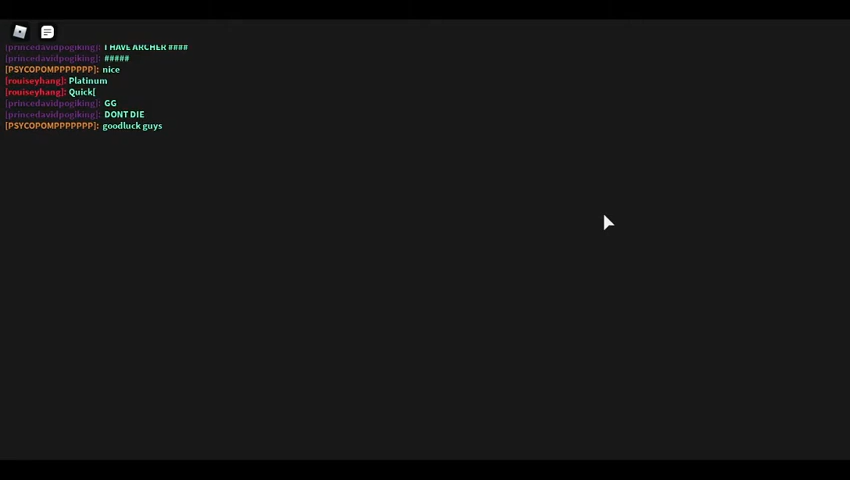 [princedavidpogiking]: I HAVE ARCHER ####
[princedavidpogiking]: #####
[PSYCOPOMPPPPPPP]: nice
[rouiseyhang]: Platinum
[rouiseyhang]: Quick[
[princedavidpogiking]: GG
[princedavidpogiking]: DONT DIE
[PSYCOPOMPPPPPPP]: goodluck guys